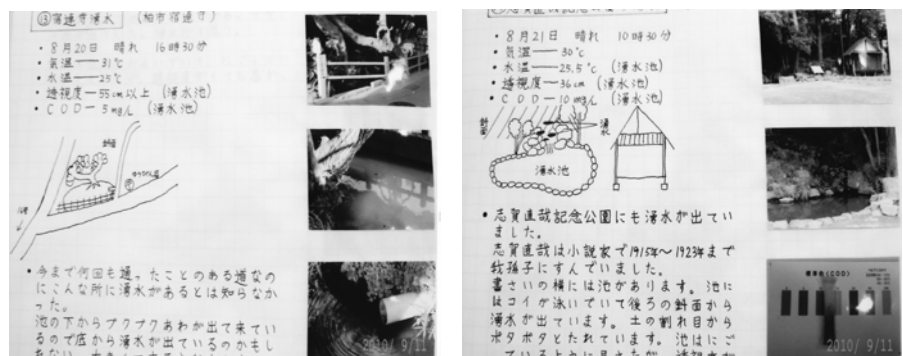 ⑬宿連寺湧水 (柏市宿連寺)
・8月20日 晴れ 16時30分
・気温― 31℃
・水温― 25℃
・透視度― 55cm以上 (湧水池)
・COD― 5mg/L (湧水池)
斜面
・今まで何回も通ったことのある道なの
にこんな所に湧水があるとは知らなか
った。
池の下からプクプクあわが出て来てい
るので底から湧水が出ているのかもし
2010/ 9/11
・8月21日 晴れ 10時30分
・気温― 30℃
・水温― 25.5℃ (湧水池)
・透視度― 36cm (湧水池)
・COD― 10mg/L (湧水池)
斜面
湧水
湧水池
・志賀直哉記念公園にも湧水が出てい
ました。
志賀直哉は小説家で1915年～1923年まで
我孫子にすんでいました。
書さいの横には池があります。池に
はコイが泳いでいて後ろの斜面から
湧水が出ています。土の割れ目から
ポタポタとたれています。池はにご
標準色(COD)
2010/ 9/11